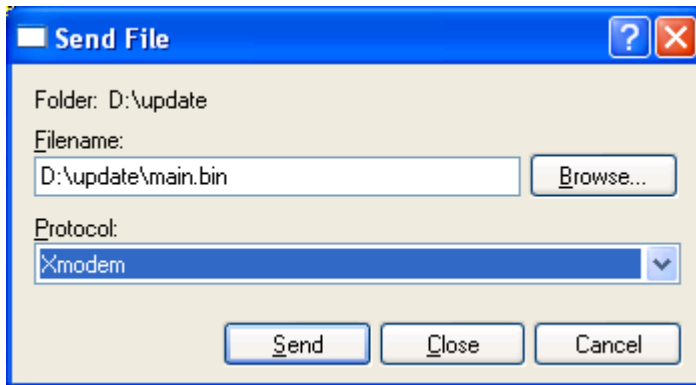 Send File
Folder: D:\update
Filename:
D:\update\main.bin
Browse...
Protocol:
Xmodem
Send Close Cancel